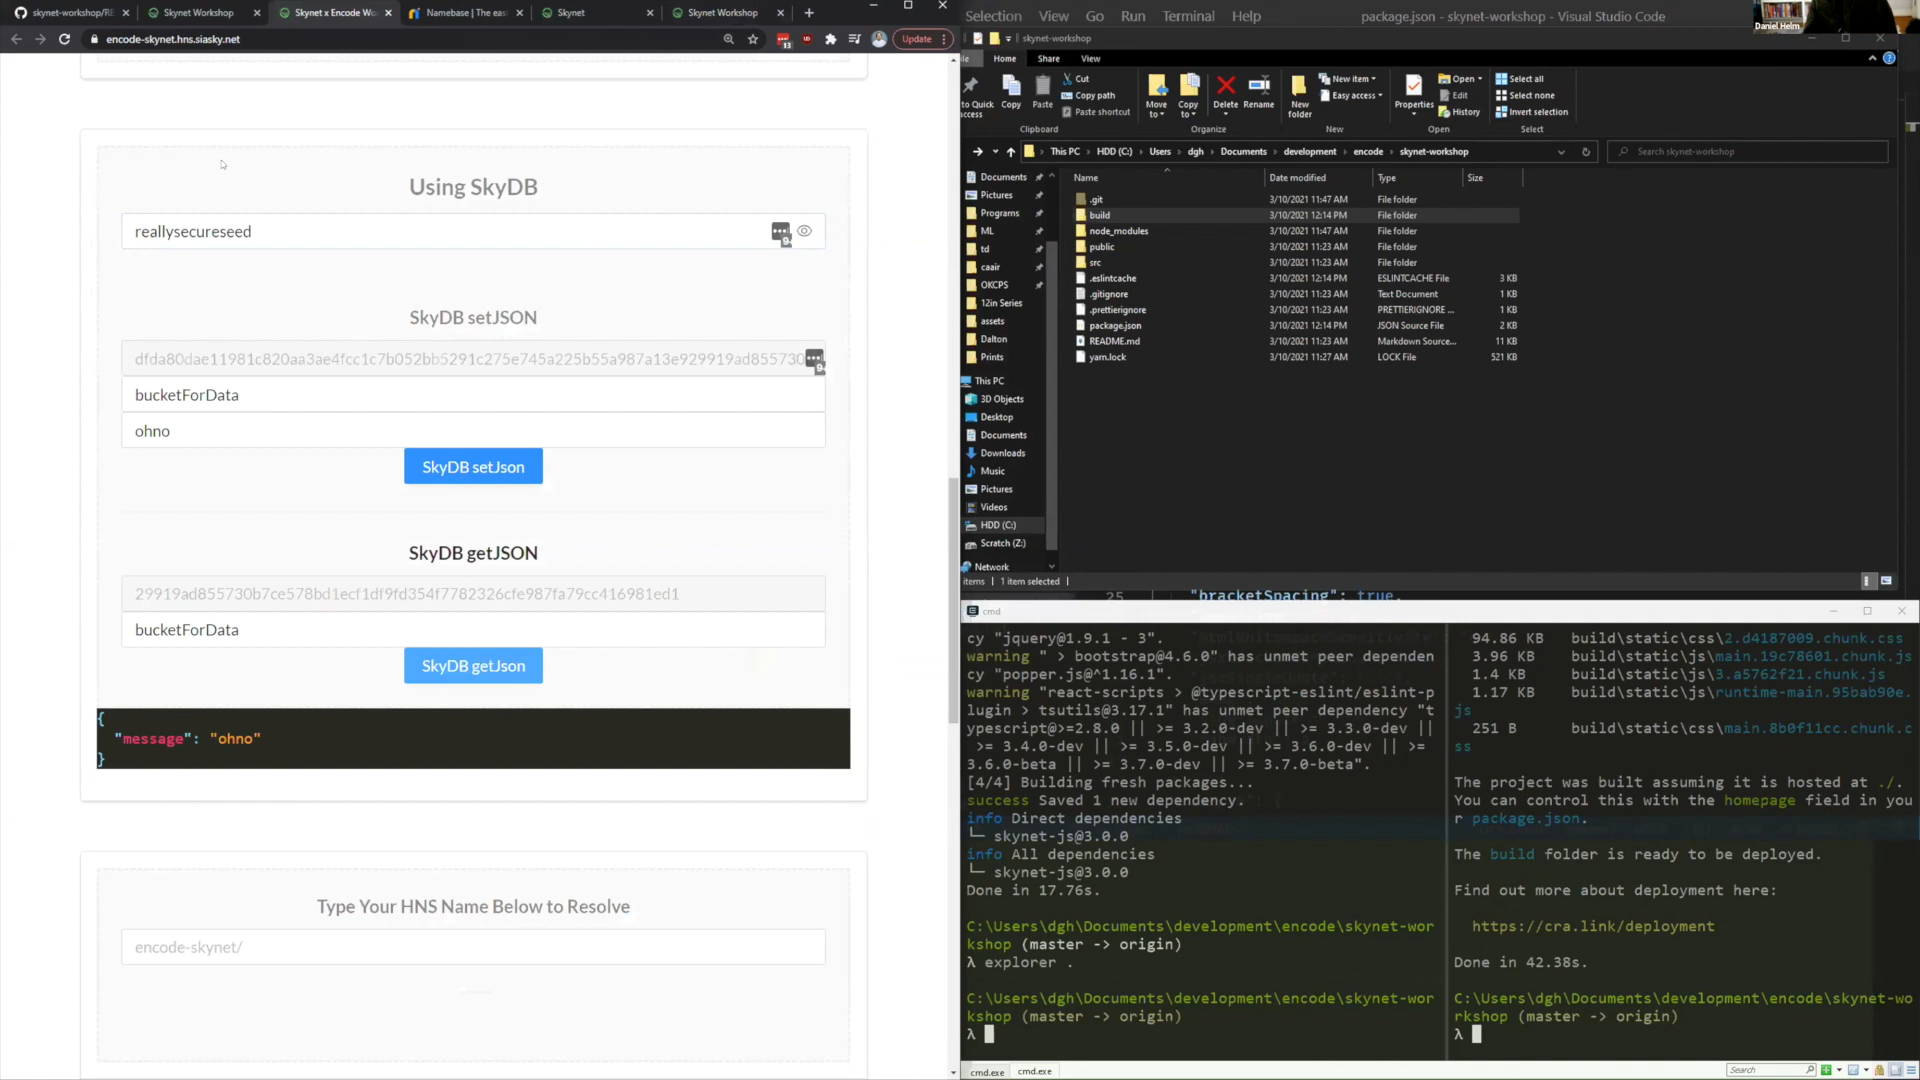 skynet-workshop/RE
Skynet Workshop
Skynet x Encode Wo
Namebase | The eas
Skynet
Skynet Workshop
encode-skynet.hns.siasky.net
Update
Using SkyDB
reallysecureseed
SkyDB setJSON
dfda80dae11981c820aa3ae4fcc1c7b052bb5291c275e745a225b55a987a13e929919ad855730
bucketForData
ohno
SkyDB setJson
SkyDB getJSON
29919ad855730b7ce578bd1ecf1df9fd354f7782326cfe987fa79cc416981ed1
bucketForData
SkyDB getJson
{
"message": "ohno"
}
Type Your HNS Name Below to Resolve
encode-skynet/
Selection View Go Run Terminal Help
package.json - skynet-workshop - Visual Studio Code
Daniel Helm
skynet-workshop
Home Share View
to Quick access
Copy
Paste
Cut
Copy path
Paste shortcut
Move to
Copy to
Delete
Rename
New folder
New item
Easy access
Properties
Open
Edit
History
Select all
Select none
Invert selection
Clipboard
Organize
New
Open
Select
This PC > HDD (C:) > Users > dgh > Documents > development > encode > skynet-workshop
Search skynet-workshop
Name Date modified Type Size
Documents
Pictures
Programs
ML
td
caair
OKCPS
12in Series
assets
Dalton
Prints
This PC
3D Objects
Desktop
Documents
Downloads
Music
Pictures
Videos
HDD (C:)
Scratch (Z:)
Network
.git 3/10/2021 11:47 AM File folder
build 3/10/2021 12:14 PM File folder
node_modules 3/10/2021 11:47 AM File folder
public 3/10/2021 11:23 AM File folder
src 3/10/2021 11:23 AM File folder
.eslintcache 3/10/2021 12:14 PM ESLINTCACHE File 3 KB
.gitignore 3/10/2021 11:23 AM Text Document 1 KB
.prettierignore 3/10/2021 11:23 AM PRETTIERIGNORE ... 1 KB
package.json 3/10/2021 12:14 PM JSON Source File 2 KB
README.md 3/10/2021 11:23 AM Markdown Source... 11 KB
yarn.lock 3/10/2021 11:27 AM LOCK File 521 KB
items 1 item selected
25 "bracketSpacing": true,
cmd
cy "jquery@1.9.1 - 3".
warning " > bootstrap@4.6.0" has unmet peer dependen
cy "popper.js@^1.16.1".
warning "react-scripts > @typescript-eslint/eslint-p
lugin > tsutils@3.17.1" has unmet peer dependency "t
ypescript@>=2.8.0 || >= 3.2.0-dev || >= 3.3.0-dev ||
>= 3.4.0-dev || >= 3.5.0-dev || >= 3.6.0-dev || >=
3.6.0-beta || >= 3.7.0-dev || >= 3.7.0-beta".
[4/4] Building fresh packages...
success Saved 1 new dependency.
info Direct dependencies
└─ skynet-js@3.0.0
info All dependencies
└─ skynet-js@3.0.0
Done in 17.76s.
C:\Users\dgh\Documents\development\encode\skynet-wor
kshop (master -> origin)
λ explorer .
C:\Users\dgh\Documents\development\encode\skynet-wor
kshop (master -> origin)
λ
94.86 KB build\static\css\2.d4187009.chunk.css
3.96 KB build\static\js\main.19c78601.chunk.js
1.4 KB build\static\js\3.a5762f21.chunk.js
1.17 KB build\static\js\runtime-main.95bab90e.
js
251 B build\static\css\main.8b0f11cc.chunk.c
ss
The project was built assuming it is hosted at ./.
You can control this with the homepage field in you
r package.json.
The build folder is ready to be deployed.
Find out more about deployment here:
https://cra.link/deployment
Done in 42.38s.
C:\Users\dgh\Documents\development\encode\skynet-wo
rkshop (master -> origin)
λ
cmd.exe
cmd.exe
Search